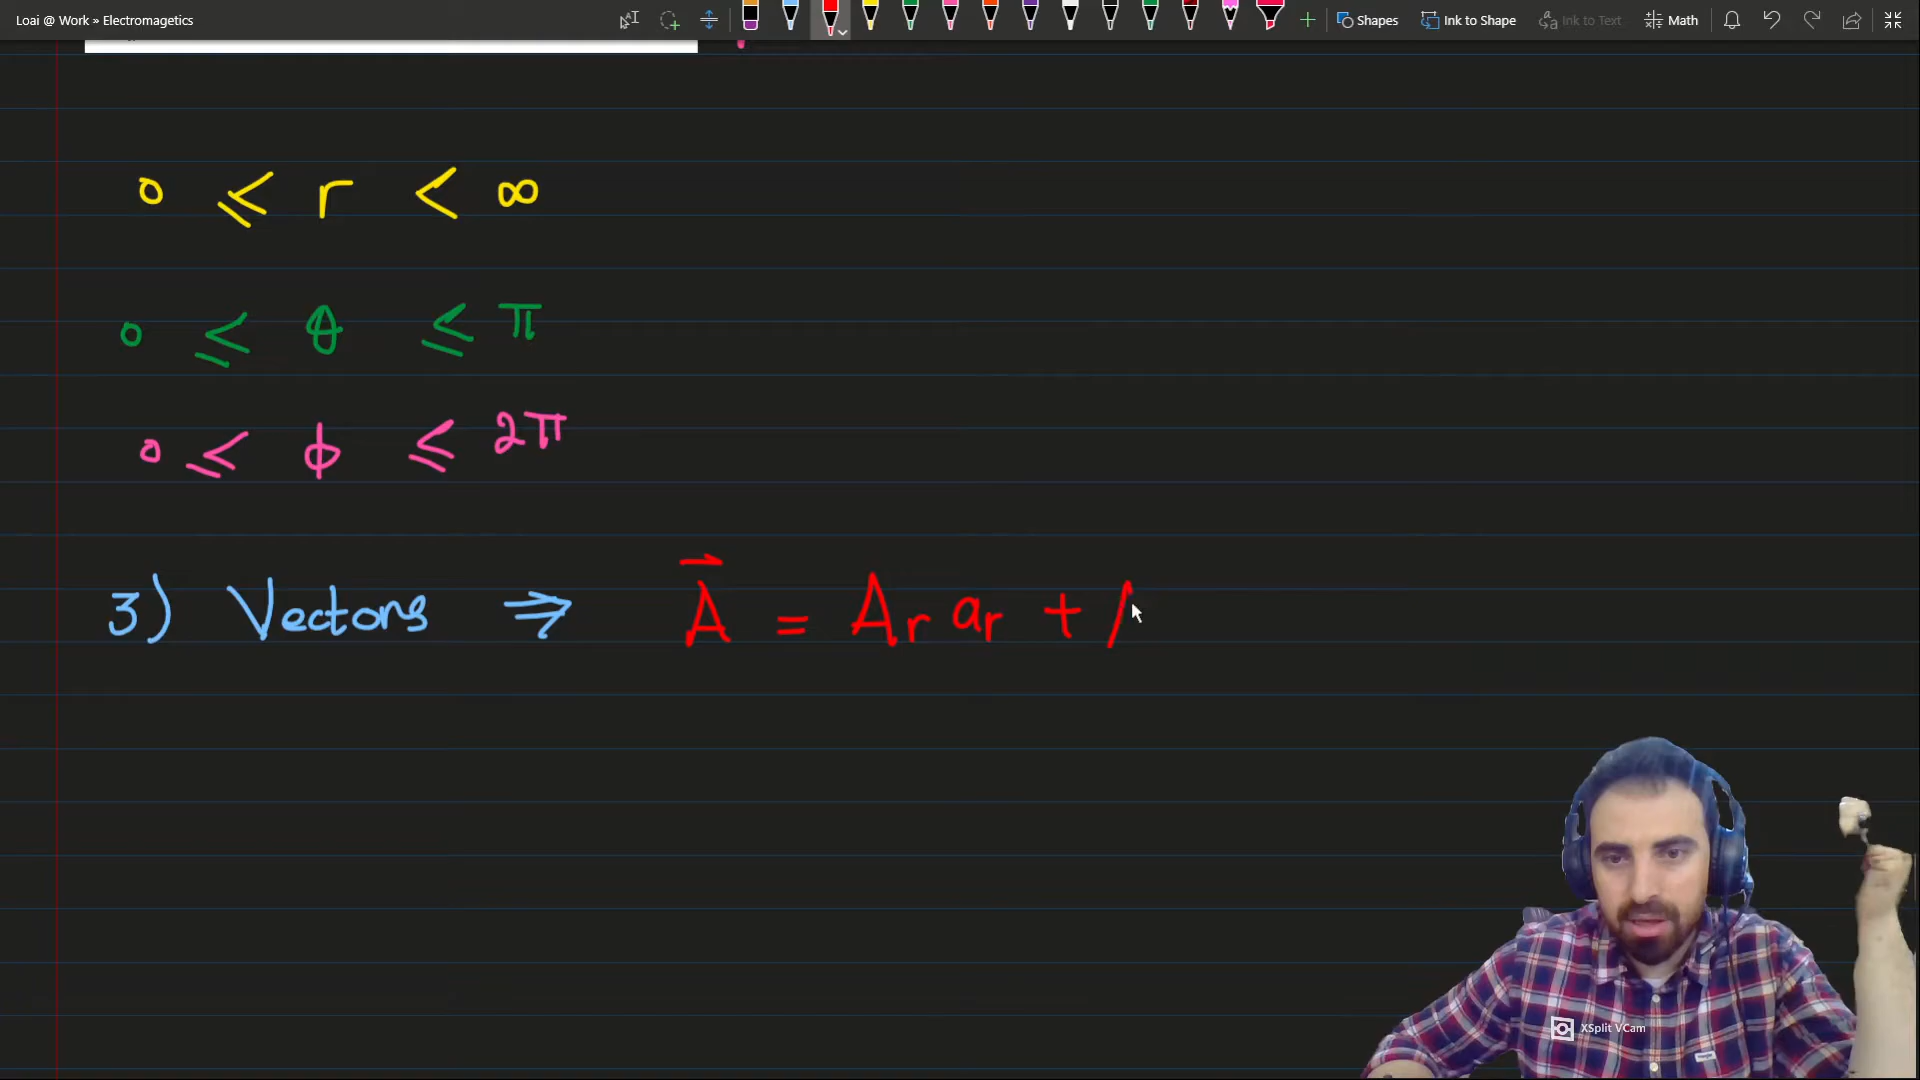 Loai @ Work » Electromagetics
Shapes Ink to Shape Ink to Text Math
0 ≤ r < ∞
0 ≤ θ ≤ π
0 ≤ ϕ ≤ 2π
3) Vectors ⇒ A⃗ = Ar ar + /
XSplit VCam